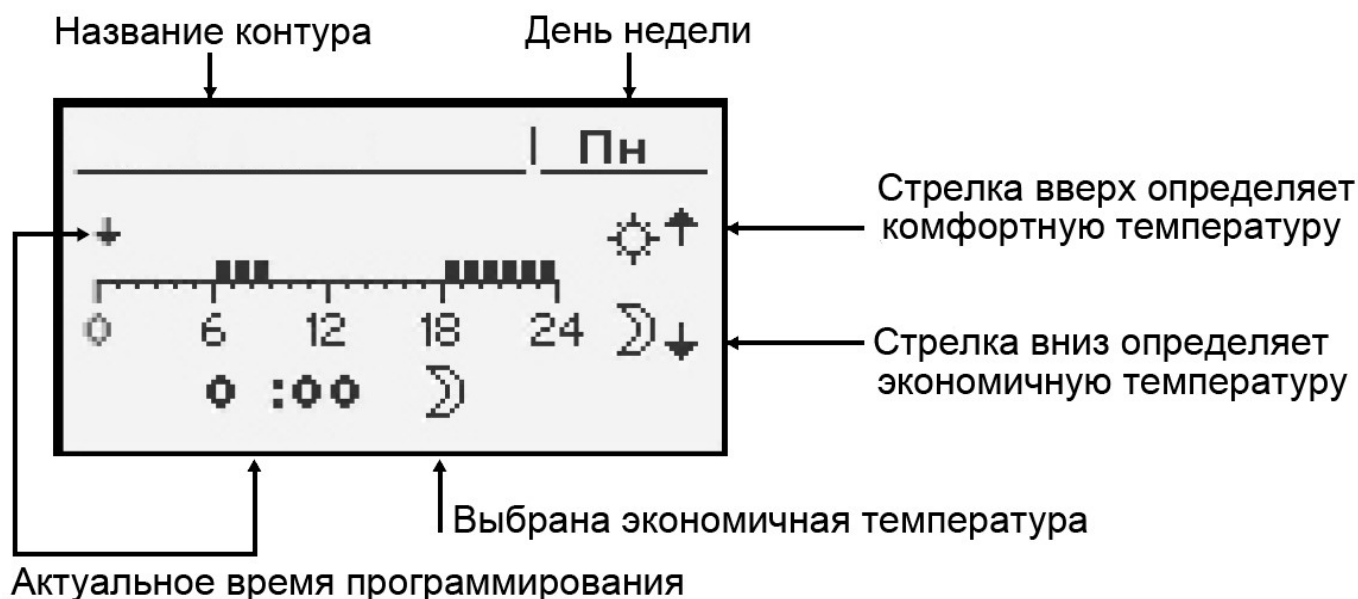 Название контура
День недели
Пн
Стрелка вверх определяет
комфортную температуру
0 6 12 18 24
Стрелка вниз определяет
экономичную температуру
0 :00
Выбрана экономичная температура
Актуальное время программирования